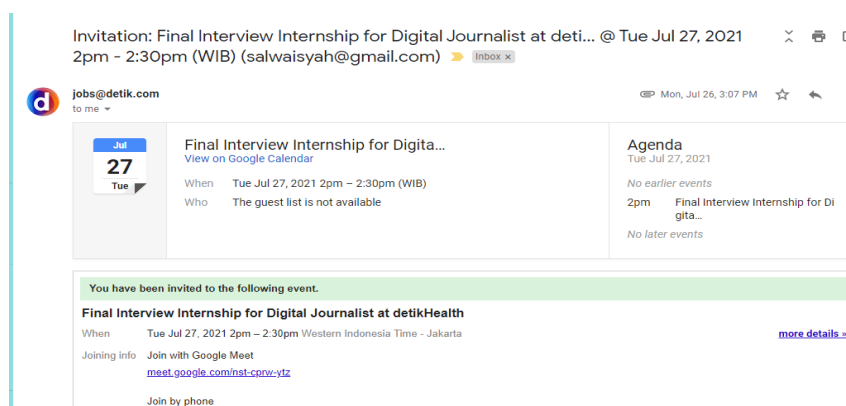 Invitation: Final Interview Internship for Digital Journalist at deti... @ Tue Jul 27, 2021
2pm - 2:30pm (WIB) (salwaisyah@gmail.com) Inbox x
d
jobs@detik.com
Mon, Jul 26, 3:07 PM
to me
Jul
27
Tue
Final Interview Internship for Digita...
View on Google Calendar
When Tue Jul 27, 2021 2pm – 2:30pm (WIB)
Who The guest list is not available
Agenda
Tue Jul 27, 2021
No earlier events
2pm Final Interview Internship for Di
gita...
No later events
You have been invited to the following event.
Final Interview Internship for Digital Journalist at detikHealth
When Tue Jul 27, 2021 2pm – 2:30pm Western Indonesia Time - Jakarta
more details »
Joining info Join with Google Meet
meet.google.com/nst-cprw-ytz
Join by phone